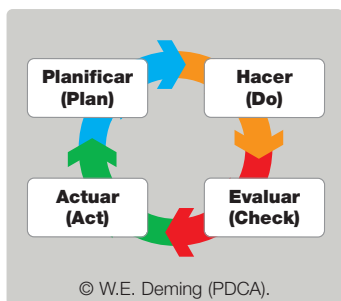 Planificar
(Plan)
Hacer
(Do)
Actuar
(Act)
Evaluar
(Check)
© W.E. Deming (PDCA).